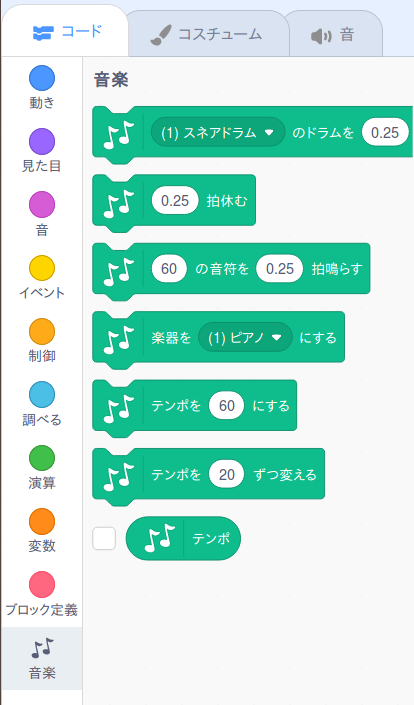 コード コスチューム 音
動き
見た目
音
イベント
制御
調べる
演算
変数
ブロック定義
音楽
音楽
(1) スネアドラム のドラムを 0.25
0.25 拍休む
60 の音符を 0.25 拍鳴らす
楽器を (1) ピアノ にする
テンポを 60 にする
テンポを 20 ずつ変える
テンポ